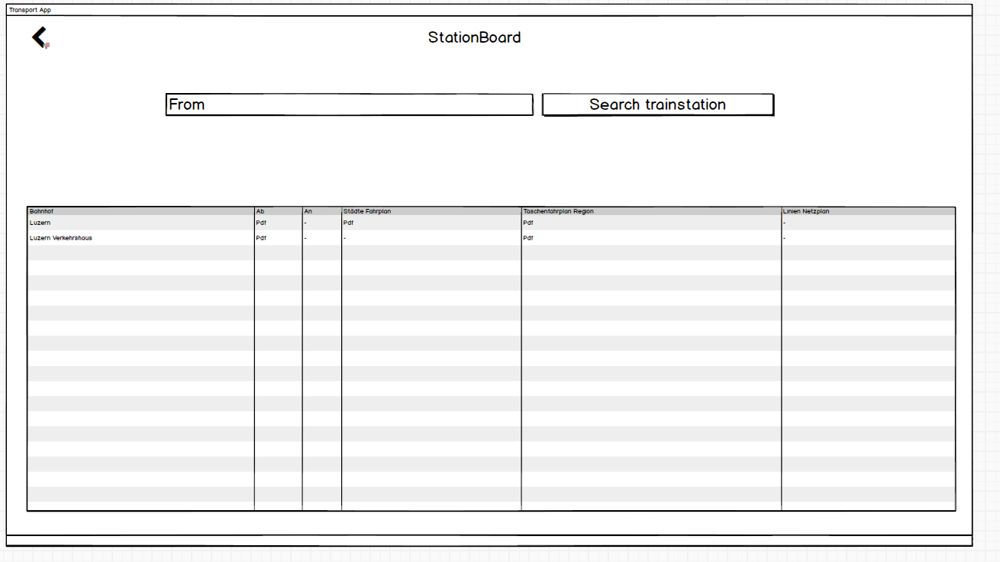 Transport App
StationBoard
From
Search trainstation
Bahnhof Ab An Städte Fahrplan Taschenfahrplan Region Linien Netzplan
Luzern Pdf - Pdf Pdf -
Luzern Verkehrshaus Pdf - - Pdf -